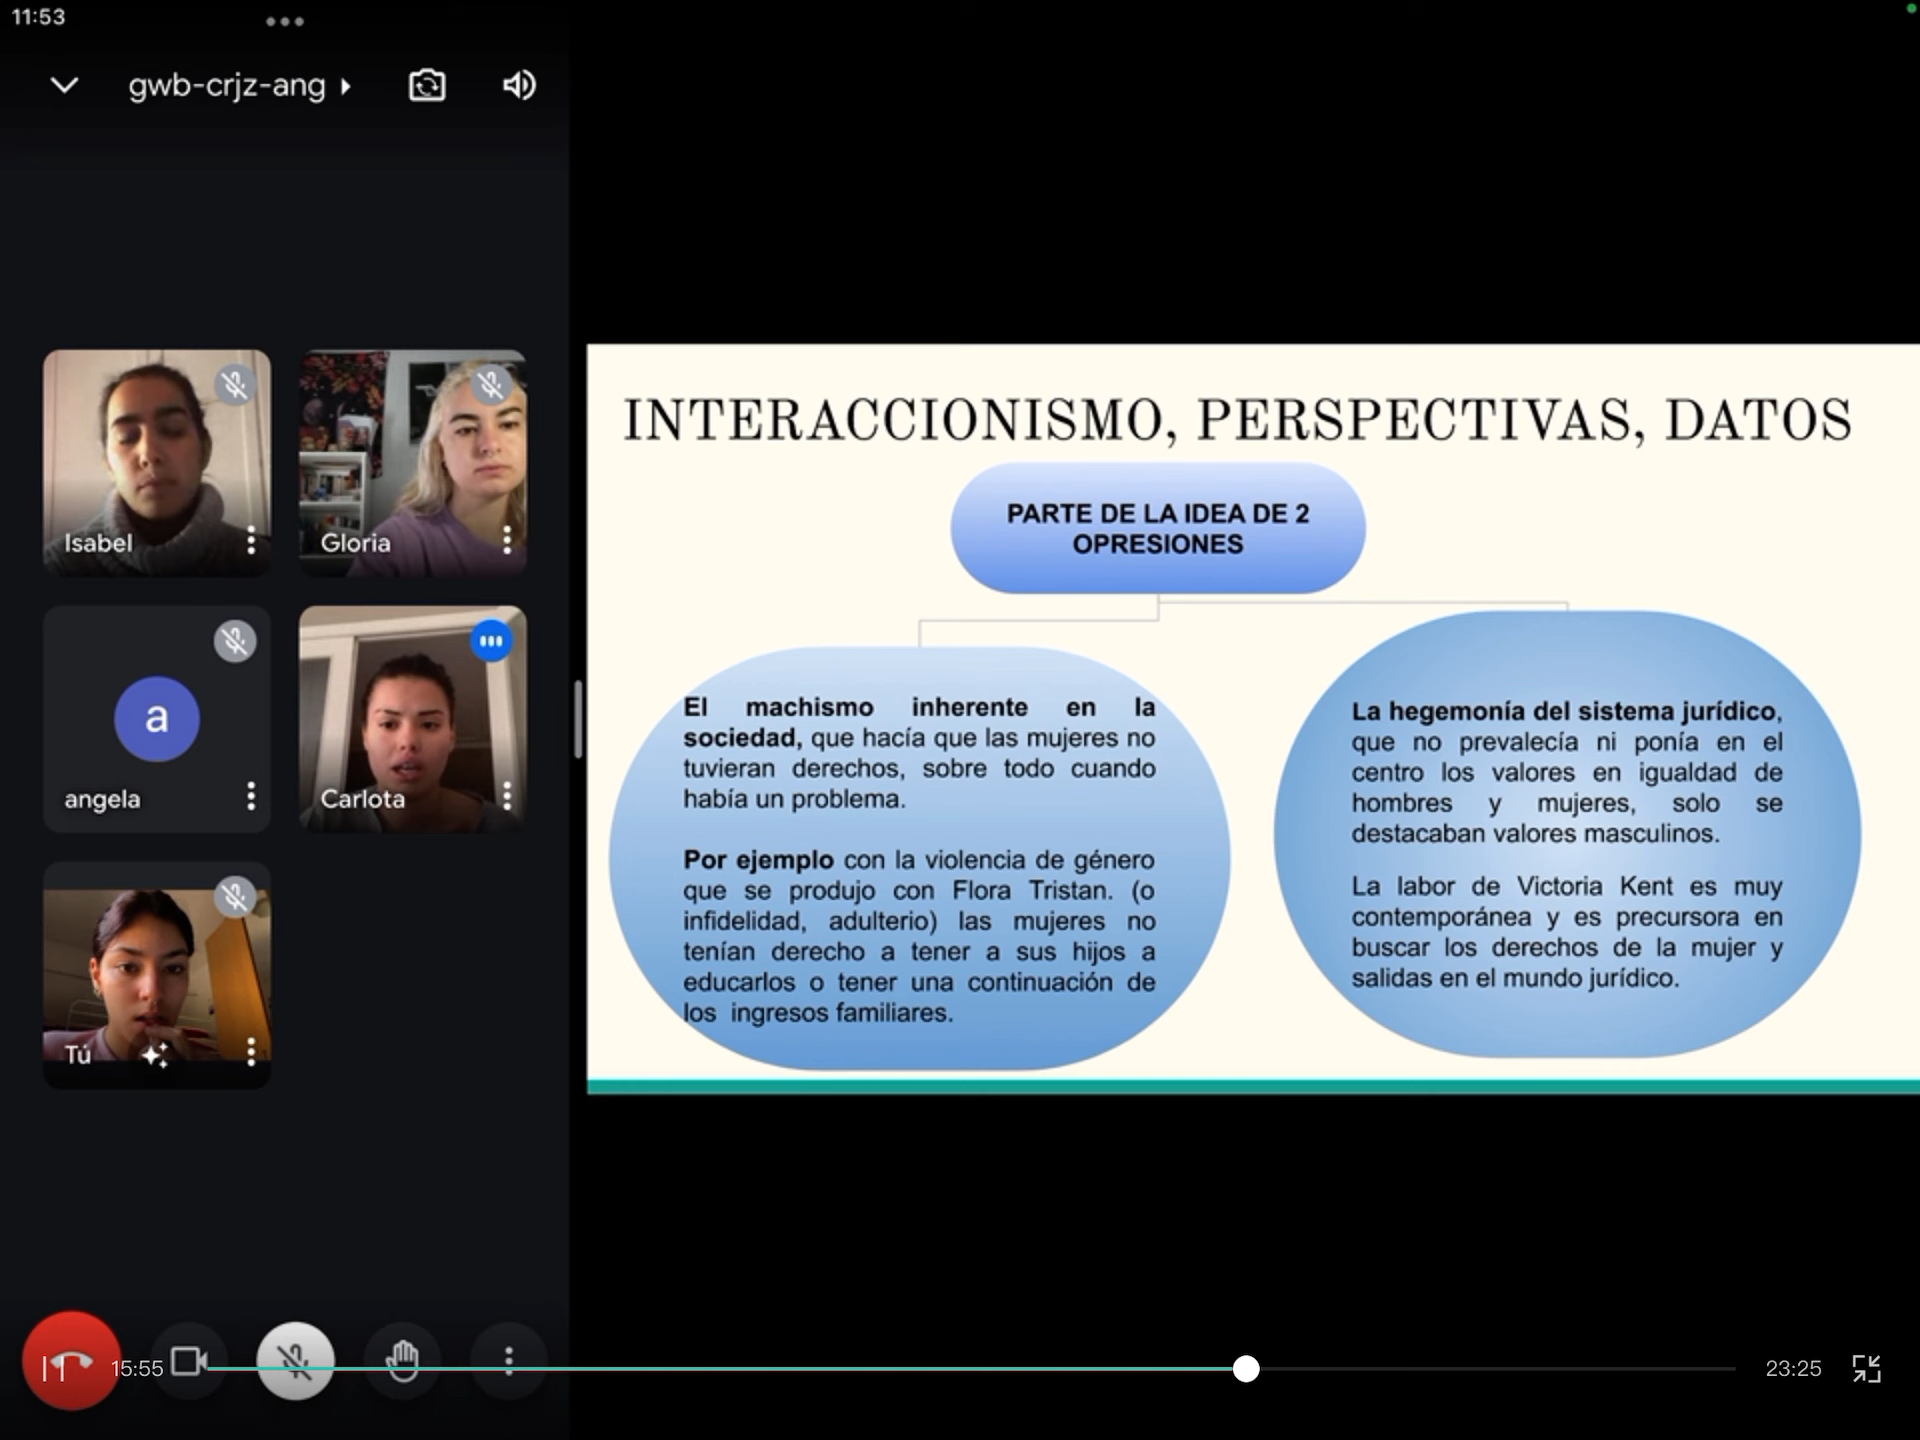 11:53
gwb-crjz-ang
Isabel
Gloria
a
angela
Carlota
Tú
INTERACCIONISMO, PERSPECTIVAS, DATOS
PARTE DE LA IDEA DE 2
OPRESIONES
El machismo inherente en la
sociedad, que hacía que las mujeres no
tuvieran derechos, sobre todo cuando
había un problema.
Por ejemplo con la violencia de género
que se produjo con Flora Tristan. (o
infidelidad, adulterio) las mujeres no
tenían derecho a tener a sus hijos a
educarlos o tener una continuación de
los ingresos familiares.
La hegemonía del sistema jurídico,
que no prevalecía ni ponía en el
centro los valores en igualdad de
hombres y mujeres, solo se
destacaban valores masculinos.
La labor de Victoria Kent es muy
contemporánea y es precursora en
buscar los derechos de la mujer y
salidas en el mundo jurídico.
15:55
23:25